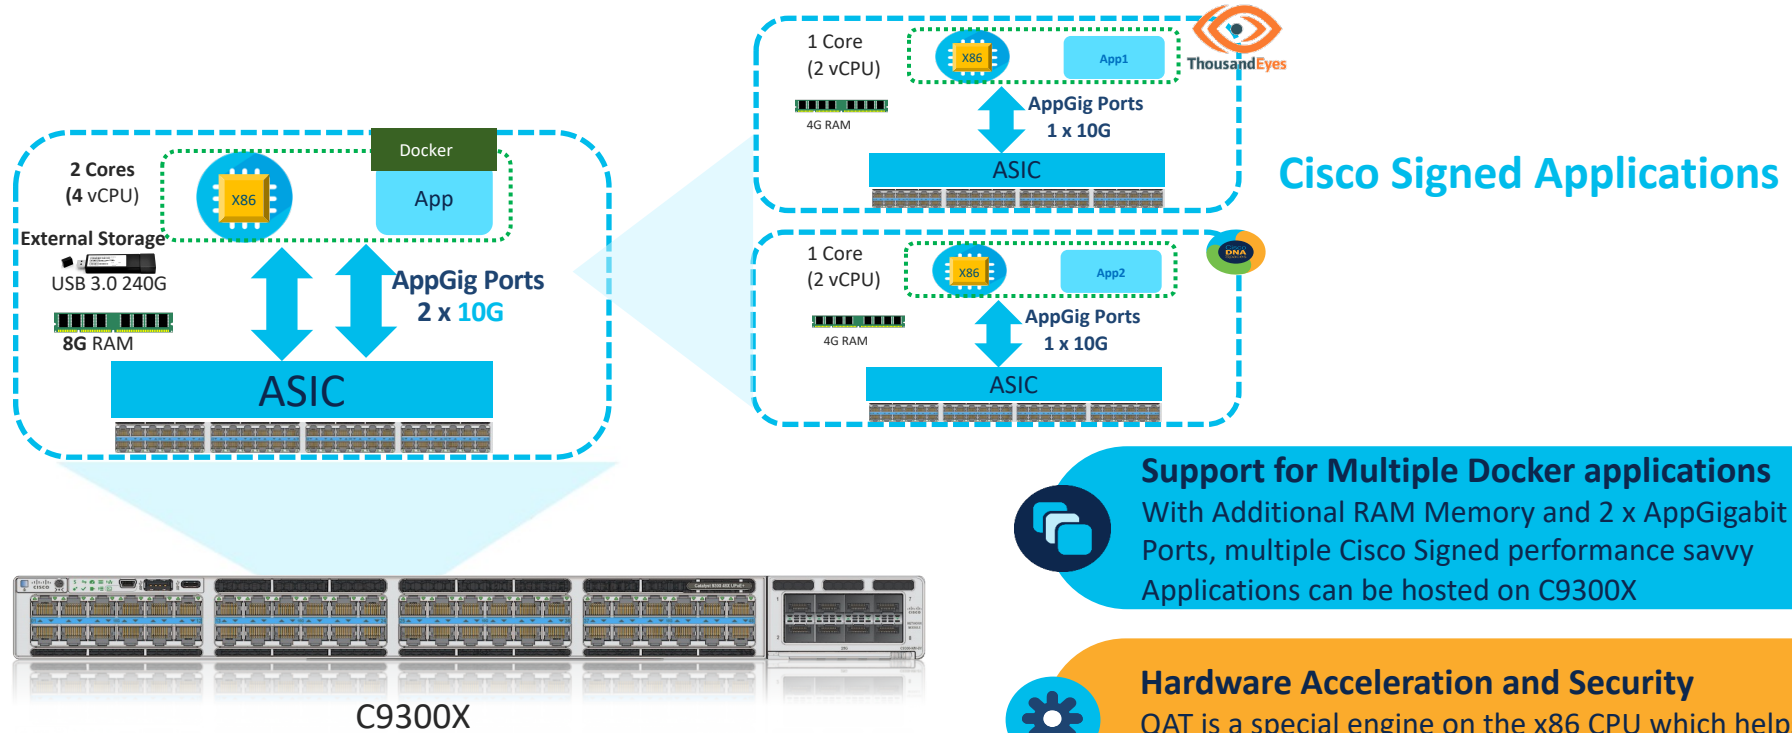 2 Cores
(4 vCPU)
External Storage
USB 3.0 240G
8G RAM
X86
Docker
App
AppGig Ports
2 x 10G
ASIC
1 Core
(2 vCPU)
4G RAM
X86
App1
AppGig Ports
1 x 10G
ASIC
ThousandEyes
1 Core
(2 vCPU)
4G RAM
X86
App2
AppGig Ports
1 x 10G
ASIC
DNA
Cisco Signed Applications
CISCO
C9300X
Support for Multiple Docker applications
With Additional RAM Memory and 2 x AppGigabit
Ports, multiple Cisco Signed performance savvy
Applications can be hosted on C9300X
Hardware Acceleration and Security
QAT is a special engine on the x86 CPU which help